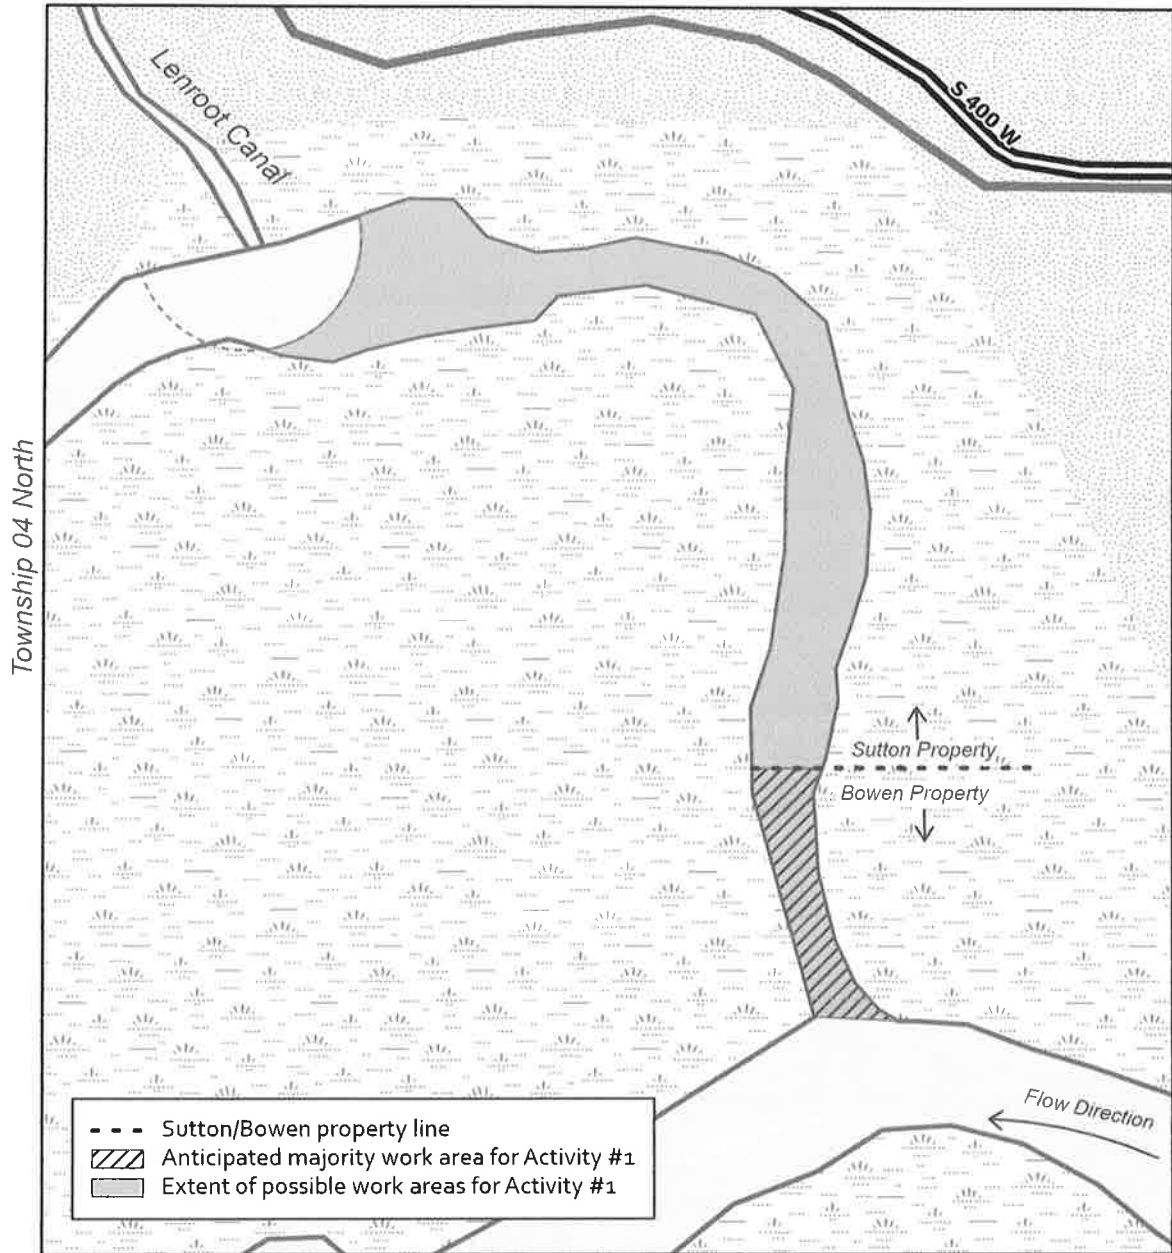 S 400 W
Lenroot Canal
Township 04 North
Sutton Property
Bowen Property
Flow Direction
Sutton/Bowen property line
Anticipated majority work area for Activity #1
Extent of possible work areas for Activity #1